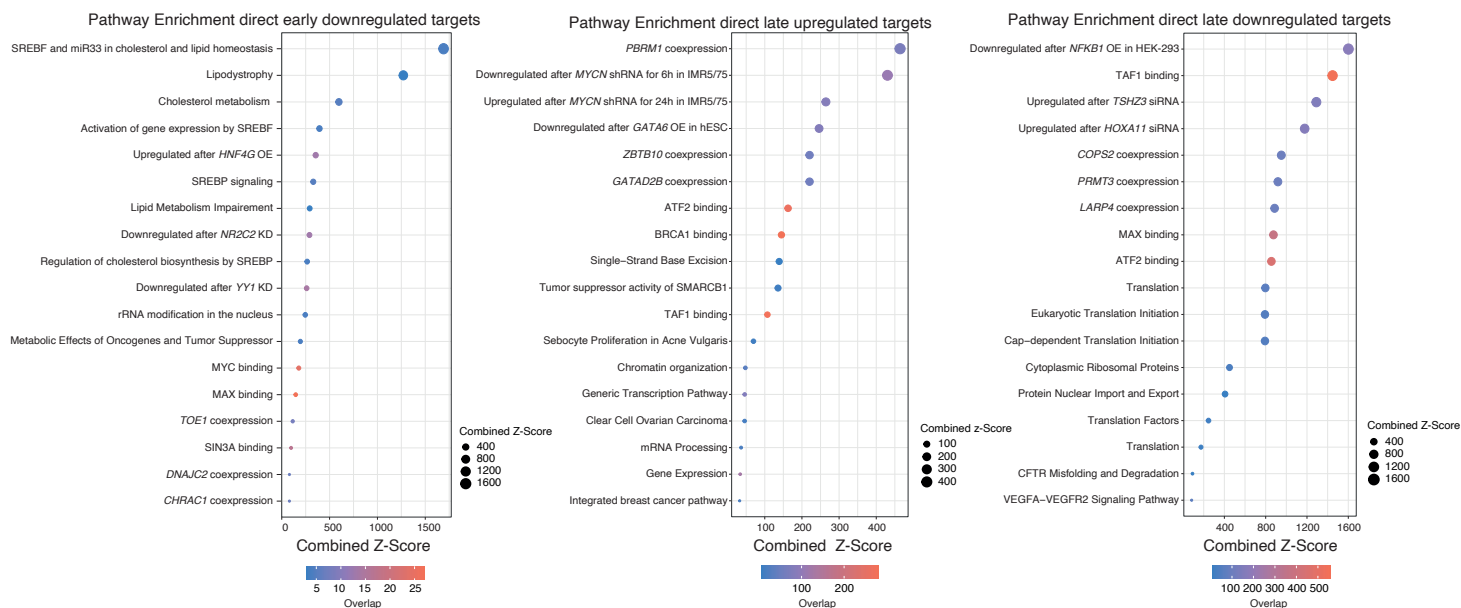 Pathway Enrichment direct early downregulated targets
SREBF and miR33 in cholesterol and lipid homeostasis
Lipodystrophy
Cholesterol metabolism
Activation of gene expression by SREBF
Upregulated after HNF4G OE
SREBP signaling
Lipid Metabolism Impairement
Downregulated after NR2C2 KD
Regulation of cholesterol biosynthesis by SREBP
Downregulated after YY1 KD
rRNA modification in the nucleus
Metabolic Effects of Oncogenes and Tumor Suppressor
MYC binding
MAX binding
TOE1 coexpression
SIN3A binding
DNAJC2 coexpression
CHRAC1 coexpression
0 500 1000 1500
Combined Z-Score
5 10 15 20 25
Overlap
Combined Z-Score
400
800
1200
1600
Pathway Enrichment direct late upregulated targets
PBRM1 coexpression
Downregulated after MYCN shRNA for 6h in IMR5/75
Upregulated after MYCN shRNA for 24h in IMR5/75
Downregulated after GATA6 OE in hESC
ZBTB10 coexpression
GATAD2B coexpression
ATF2 binding
BRCA1 binding
Single−Strand Base Excision
Tumor suppressor activity of SMARCB1
TAF1 binding
Sebocyte Proliferation in Acne Vulgaris
Chromatin organization
Generic Transcription Pathway
Clear Cell Ovarian Carcinoma
mRNA Processing
Gene Expression
Integrated breast cancer pathway
100 200 300 400
Combined Z-Score
100 200
Overlap
Combined z-Score
100
200
300
400
Pathway Enrichment direct late downregulated targets
Downregulated after NFKB1 OE in HEK-293
TAF1 binding
Upregulated after TSHZ3 siRNA
Upregulated after HOXA11 siRNA
COPS2 coexpression
PRMT3 coexpression
LARP4 coexpression
MAX binding
ATF2 binding
Translation
Eukaryotic Translation Initiation
Cap−dependent Translation Initiation
Cytoplasmic Ribosomal Proteins
Protein Nuclear Import and Export
Translation Factors
Translation
CFTR Misfolding and Degradation
VEGFA−VEGFR2 Signaling Pathway
400 800 1200 1600
Combined Z-Score
100 200 300 400 500
Overlap
Combined Z-Score
400
800
1200
1600